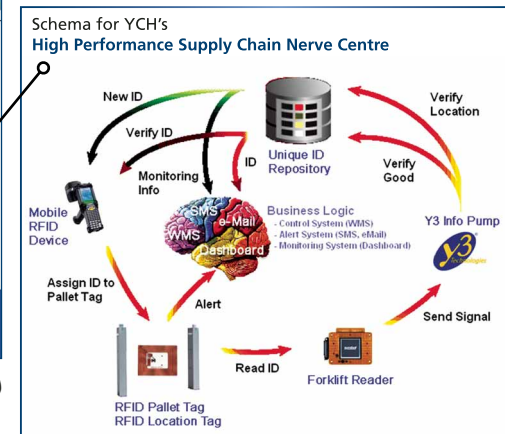 Schema for YCH's
High Performance Supply Chain Nerve Centre
New ID
Verify ID
Monitoring
Info
ID
Unique ID
Repository
Verify
Location
Verify
Good
Mobile
RFID
Device
SMS
e-Mail
WMS
Dashboard
Business Logic
- Control System (WMS)
- Alert System (SMS, eMail)
- Monitoring System (Dashboard)
Y3 Info Pump
y3
Technologies
Assign ID to
Pallet Tag
Alert
Send Signal
Read ID
Forklift Reader
RFID Pallet Tag
RFID Location Tag